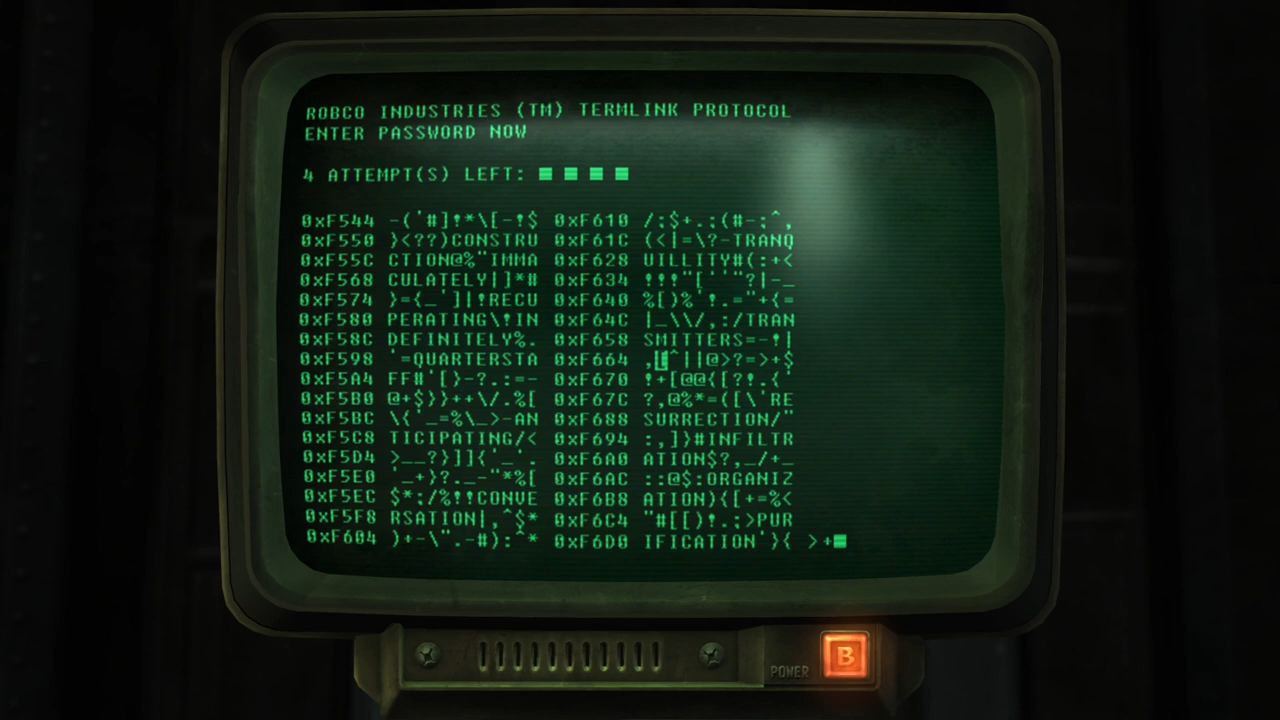 ROBCO INDUSTRIES (TM) TERMLINK PROTOCOL
ENTER PASSWORD NOW
4 ATTEMPT(S) LEFT: ■ ■ ■ ■
0xF544 -('#]!*\[-!$ 0xF610 /;$+.;(#-;^,
0xF550 }<??)CONSTRU 0xF61C (<|=\?-TRANQ
0xF55C CTION@%"IMMA 0xF628 UILLITY#(:+<
0xF568 CULATELY|]*# 0xF634 !!!"[''"?|-_
0xF574 }={_']|!RECU 0xF640 %[)%'!.="+{=
0xF580 PERATING\!IN 0xF64C |_\\/,:/TRAN
0xF58C DEFINITELY%. 0xF658 SMITTERS=-!|
0xF598 '=QUARTERSTA 0xF664 ,[^||@>?=>+$
0xF5A4 FF#'[}-?.:=- 0xF670 !+[@@{[?!.{'
0xF5B0 @+$}}++\/.%[ 0xF67C ?,@%*=([\'RE
0xF5BC \{'_=%\_>-AN 0xF688 SURRECTION/"
0xF5C8 TICIPATING/< 0xF694 :,]}#INFILTR
0xF5D4 >__?}]]{'_'. 0xF6A0 ATION$?,_/+_
0xF5E0 '_+}?._-"*%[ 0xF6AC ::@$:ORGANIZ
0xF5EC $*;/%!!CONVE 0xF6B8 ATION){[+=%<
0xF5F8 RSATION|,^$* 0xF6C4 "#[[)!.;>PUR
0xF604 )+-\".-#):^* 0xF6D0 IFICATION'}{ >+■
POWER
B